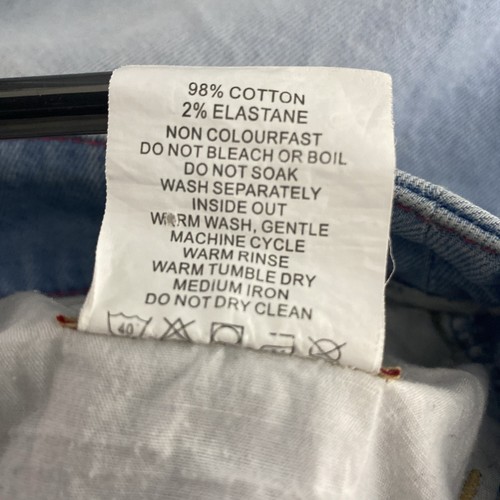 98% COTTON
2% ELASTANE
NON COLOURFAST
DO NOT BLEACH OR BOIL
DO NOT SOAK
WASH SEPARATELY
INSIDE OUT
WARM WASH, GENTLE
MACHINE CYCLE
WARM RINSE
WARM TUMBLE DRY
MEDIUM IRON
DO NOT DRY CLEAN
40°